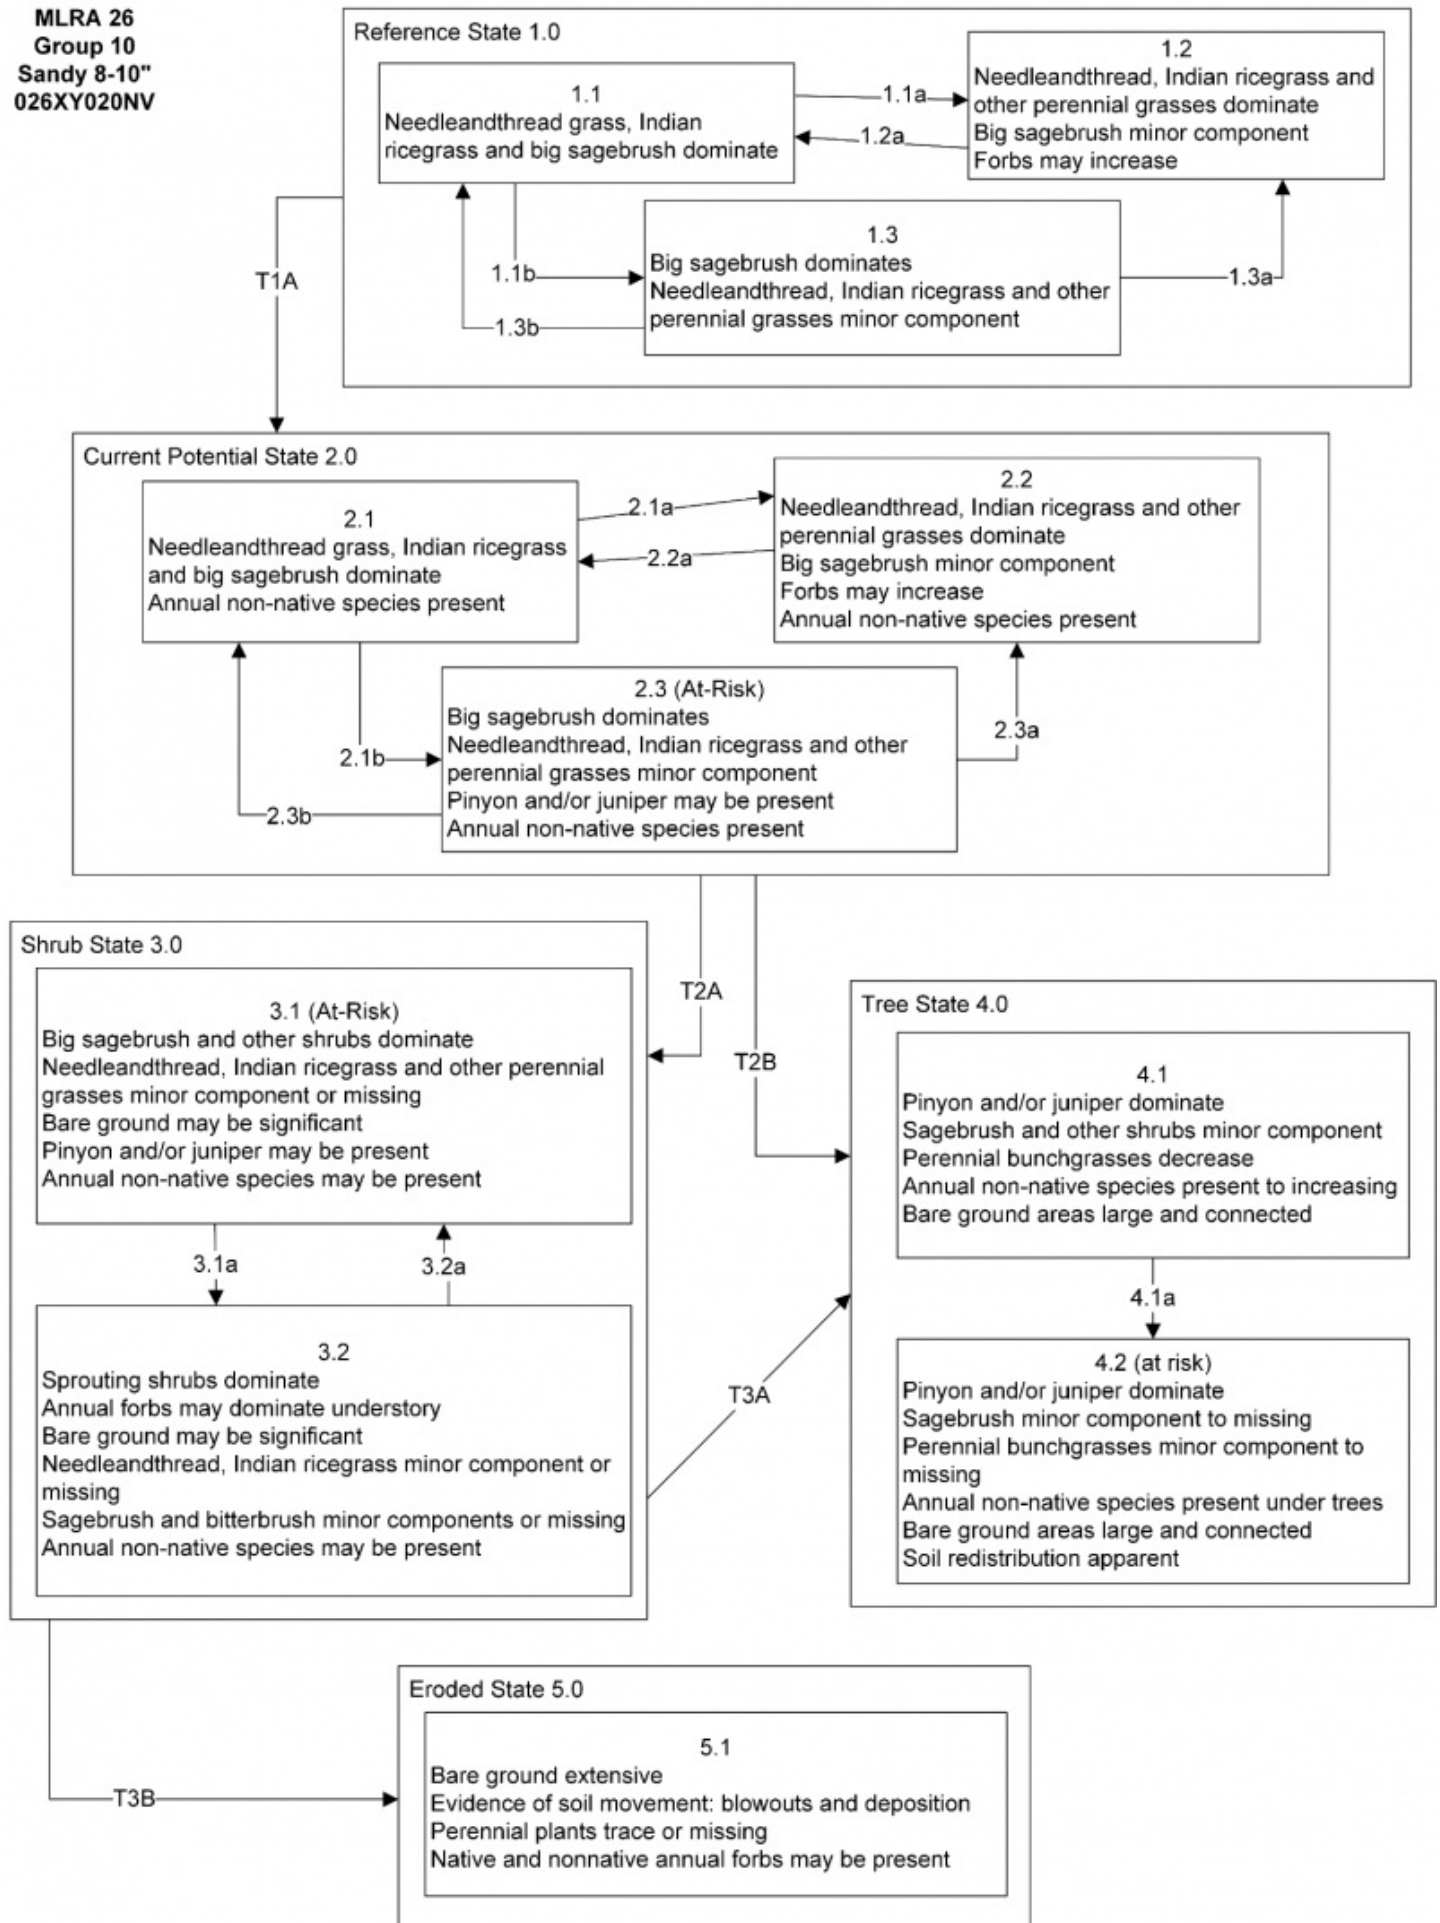 MLRA 26
Group 10
Sandy 8-10"
026XY020NV
Reference State 1.0
1.1
Needleandthread grass, Indian
ricegrass and big sagebrush dominate
1.1a
1.2a
1.2
Needleandthread, Indian ricegrass and
other perennial grasses dominate
Big sagebrush minor component
Forbs may increase
1.3
Big sagebrush dominates
Needleandthread, Indian ricegrass and other
perennial grasses minor component
1.1b
1.3b
1.3a
T1A
Current Potential State 2.0
2.1
Needleandthread grass, Indian ricegrass
and big sagebrush dominate
Annual non-native species present
2.1a
2.2a
2.2
Needleandthread, Indian ricegrass and other
perennial grasses dominate
Big sagebrush minor component
Forbs may increase
Annual non-native species present
2.3 (At-Risk)
Big sagebrush dominates
Needleandthread, Indian ricegrass and other
perennial grasses minor component
Pinyon and/or juniper may be present
Annual non-native species present
2.1b
2.3b
2.3a
T2A
T2B
Shrub State 3.0
3.1 (At-Risk)
Big sagebrush and other shrubs dominate
Needleandthread, Indian ricegrass and other perennial
grasses minor component or missing
Bare ground may be significant
Pinyon and/or juniper may be present
Annual non-native species may be present
3.1a
3.2a
3.2
Sprouting shrubs dominate
Annual forbs may dominate understory
Bare ground may be significant
Needleandthread, Indian ricegrass minor component or
missing
Sagebrush and bitterbrush minor components or missing
Annual non-native species may be present
T3A
Tree State 4.0
4.1
Pinyon and/or juniper dominate
Sagebrush and other shrubs minor component
Perennial bunchgrasses decrease
Annual non-native species present to increasing
Bare ground areas large and connected
4.1a
4.2 (at risk)
Pinyon and/or juniper dominate
Sagebrush minor component to missing
Perennial bunchgrasses minor component to
missing
Annual non-native species present under trees
Bare ground areas large and connected
Soil redistribution apparent
T3B
Eroded State 5.0
5.1
Bare ground extensive
Evidence of soil movement: blowouts and deposition
Perennial plants trace or missing
Native and nonnative annual forbs may be present